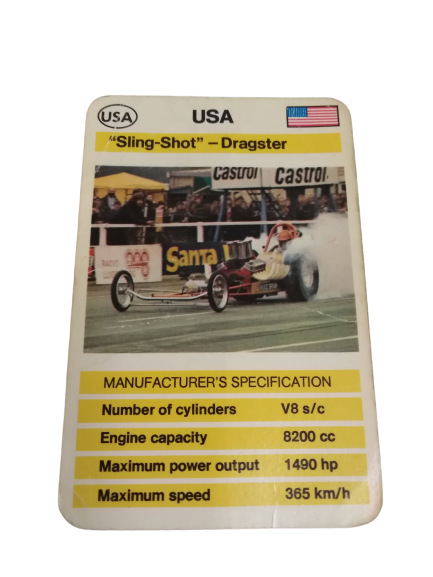 USA USA
"Sling-Shot" – Dragster
Castrol Castrol
Santa
MANUFACTURER'S SPECIFICATION
Number of cylinders V8 s/c
Engine capacity 8200 cc
Maximum power output 1490 hp
Maximum speed 365 km/h